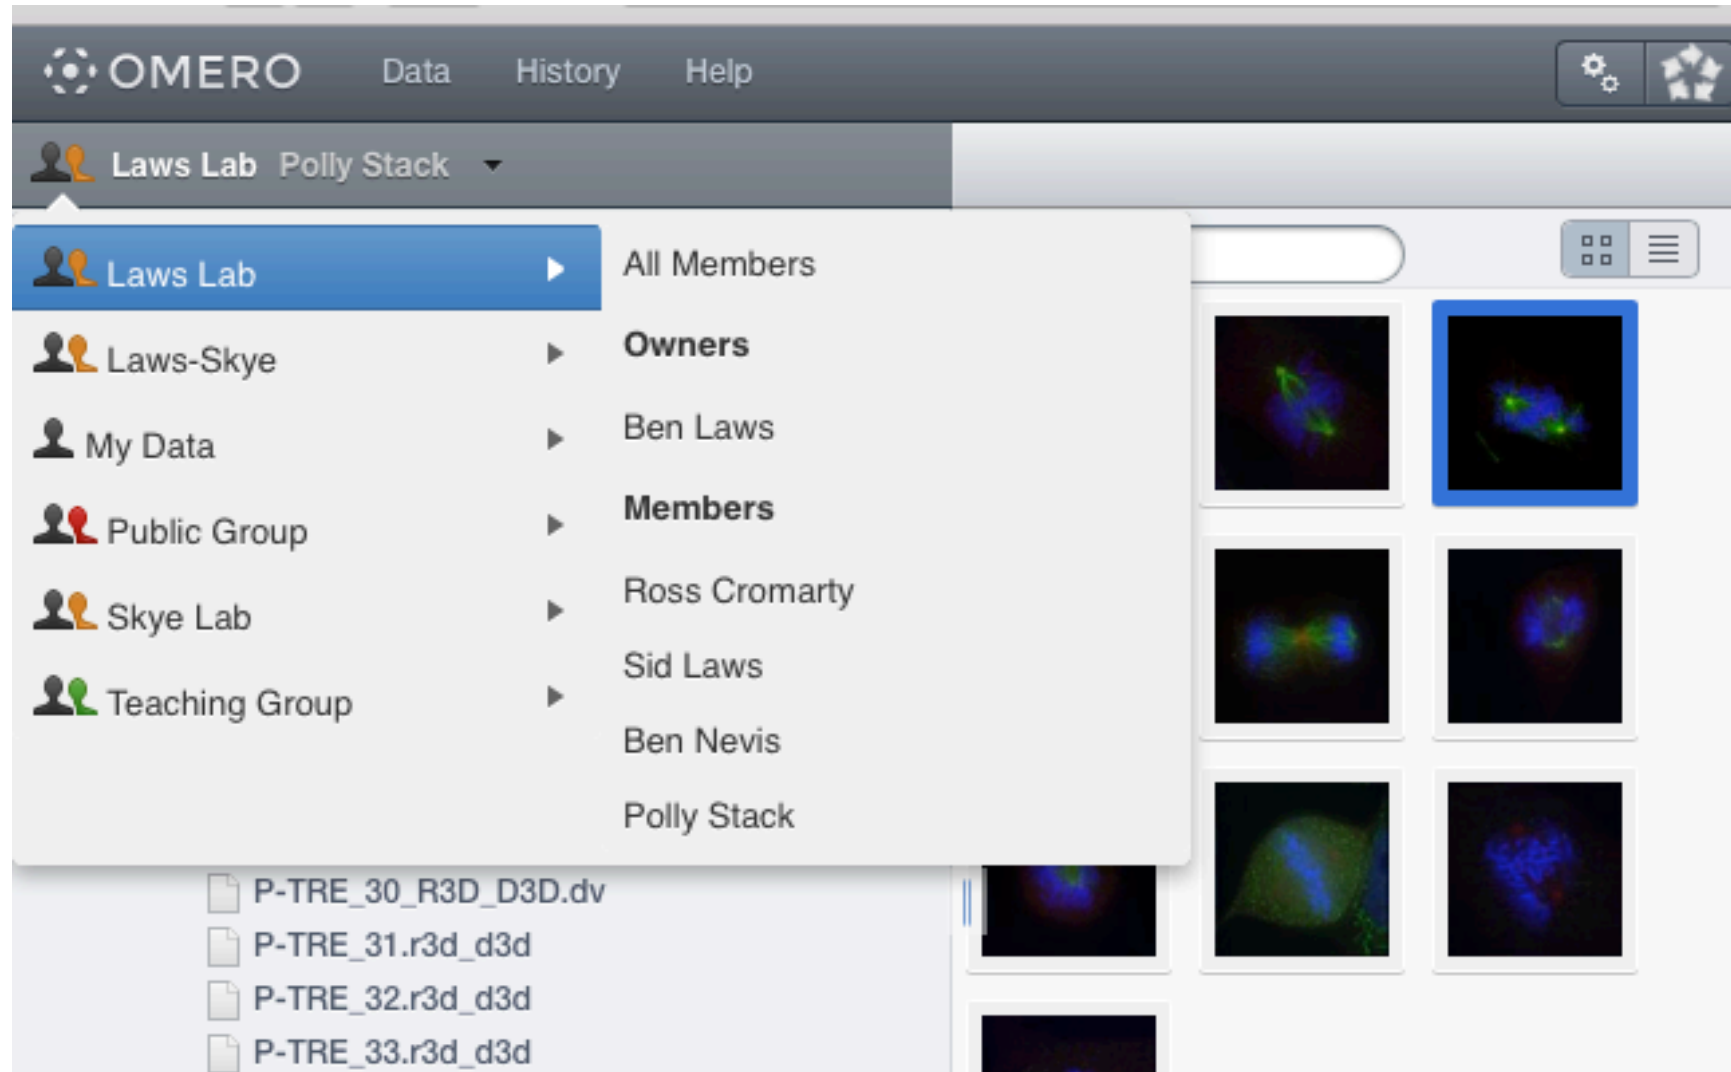 OMERO Data History Help
Laws Lab Polly Stack
Laws Lab
Laws-Skye
My Data
Public Group
Skye Lab
Teaching Group
All Members
Owners
Ben Laws
Members
Ross Cromarty
Sid Laws
Ben Nevis
Polly Stack
P-TRE_30_R3D_D3D.dv
P-TRE_31.r3d_d3d
P-TRE_32.r3d_d3d
P-TRE_33.r3d_d3d